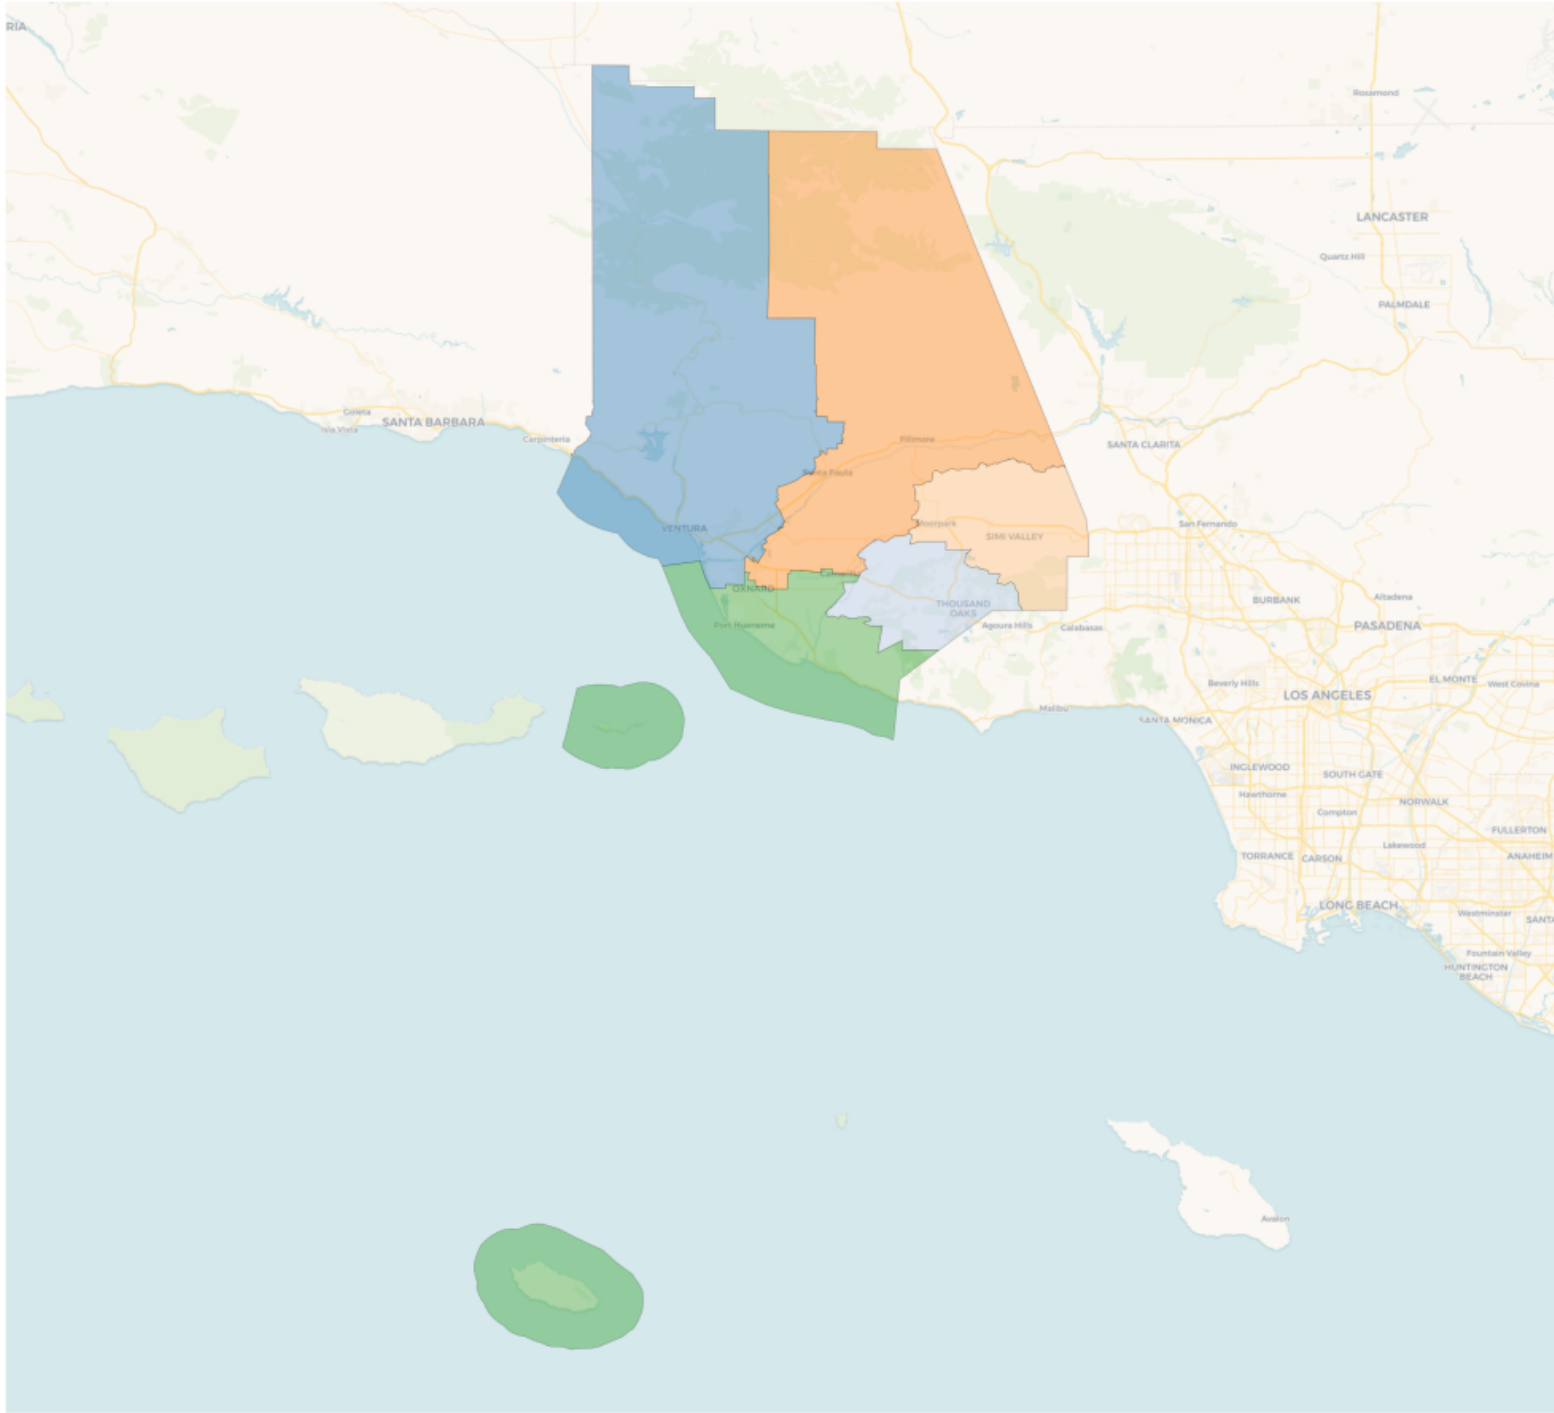 RIA
Rosamond
LANCASTER
Quartz Hill
PALMDALE
Goleta
Isla Vista
SANTA BARBARA
Carpinteria
Fillmore
SANTA CLARITA
Santa Paula
VENTURA
Moorpark
SIMI VALLEY
San Fernando
OXNARD
THOUSAND
OAKS
BURBANK
Altadena
Port Hueneme
Agoura Hills
Calabasas
PASADENA
Beverly Hills
LOS ANGELES
EL MONTE
West Covina
Malibu
SANTA MONICA
INGLEWOOD
SOUTH GATE
Hawthorne
NORWALK
Compton
FULLERTON
Lakewood
TORRANCE
CARSON
ANAHEIM
LONG BEACH
Westminster
SANTA
Fountain Valley
HUNTINGTON
BEACH
Avalon